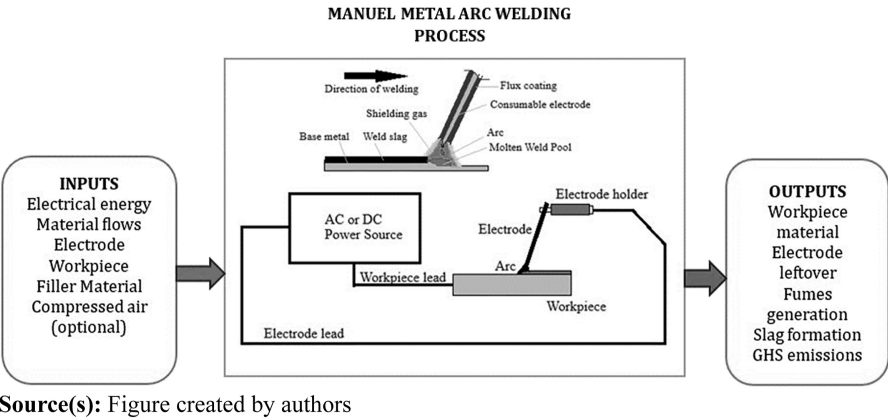 MANUEL METAL ARC WELDING
PROCESS
INPUTS
Electrical energy
Material flows
Electrode
Workpiece
Filler Material
Compressed air
(optional)
Direction of welding
Flux coating
Consumable electrode
Shielding gas
Arc
Base metal
Weld slag
Molten Weld Pool
AC or DC
Power Source
Electrode holder
Electrode
Arc
Workpiece lead
Workpiece
Electrode lead
OUTPUTS
Workpiece
material
Electrode
leftover
Fumes
generation
Slag formation
GHS emissions
Source(s): Figure created by authors